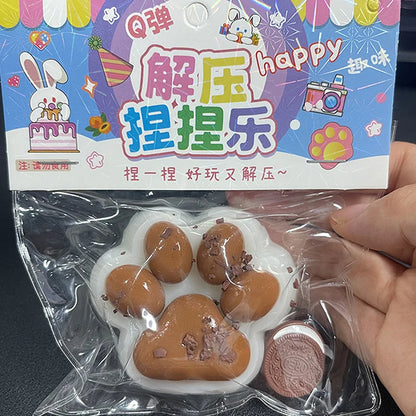 Q弹
解压
happy
趣味
捏捏乐
注:请勿食用
捏一捏 好玩又解压~